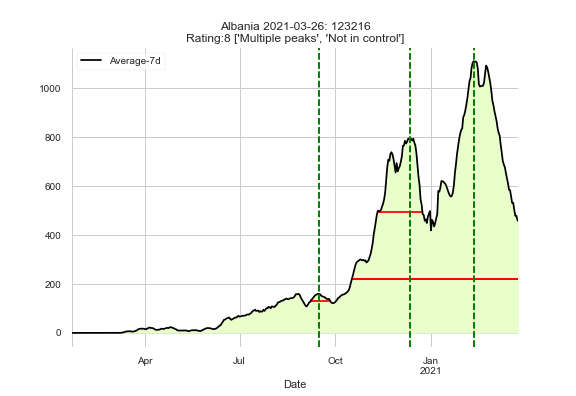 Albania 2021-03-26: 123216
Rating:8 ['Multiple peaks', 'Not in control']
Average-7d
1000
800
600
400
200
0
Apr
Jul
Oct
Jan
2021
Date